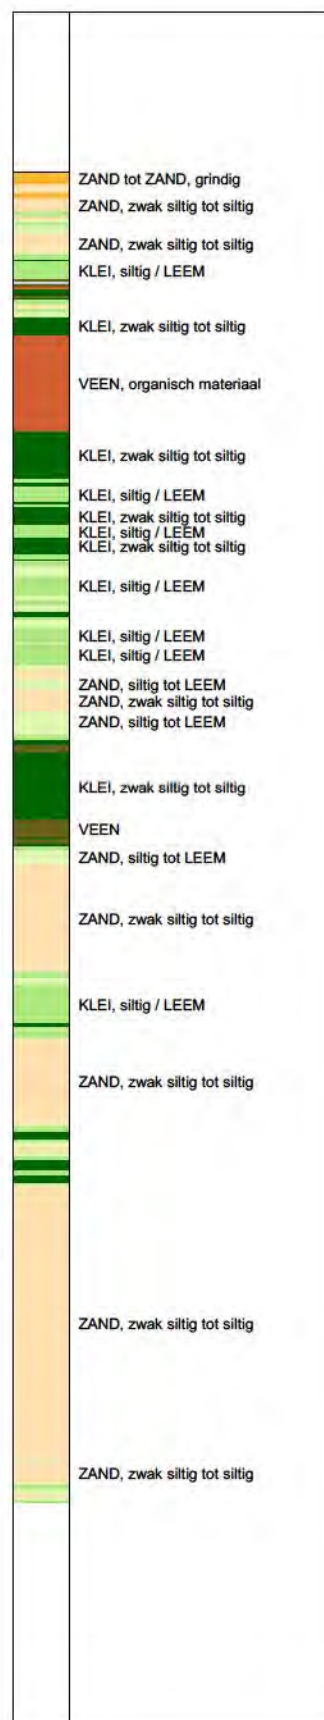 ZAND tot ZAND, grindig
ZAND, zwak siltig tot siltig
ZAND, zwak siltig tot siltig
KLEI, siltig / LEEM
KLEI, zwak siltig tot siltig
VEEN, organisch materiaal
KLEI, zwak siltig tot siltig
KLEI, siltig / LEEM
KLEI, zwak siltig tot siltig
KLEI, siltig / LEEM
KLEI, zwak siltig tot siltig
KLEI, siltig / LEEM
KLEI, siltig / LEEM
KLEI, siltig / LEEM
ZAND, siltig tot LEEM
ZAND, zwak siltig tot siltig
ZAND, siltig tot LEEM
KLEI, zwak siltig tot siltig
VEEN
ZAND, siltig tot LEEM
ZAND, zwak siltig tot siltig
KLEI, siltig / LEEM
ZAND, zwak siltig tot siltig
ZAND, zwak siltig tot siltig
ZAND, zwak siltig tot siltig